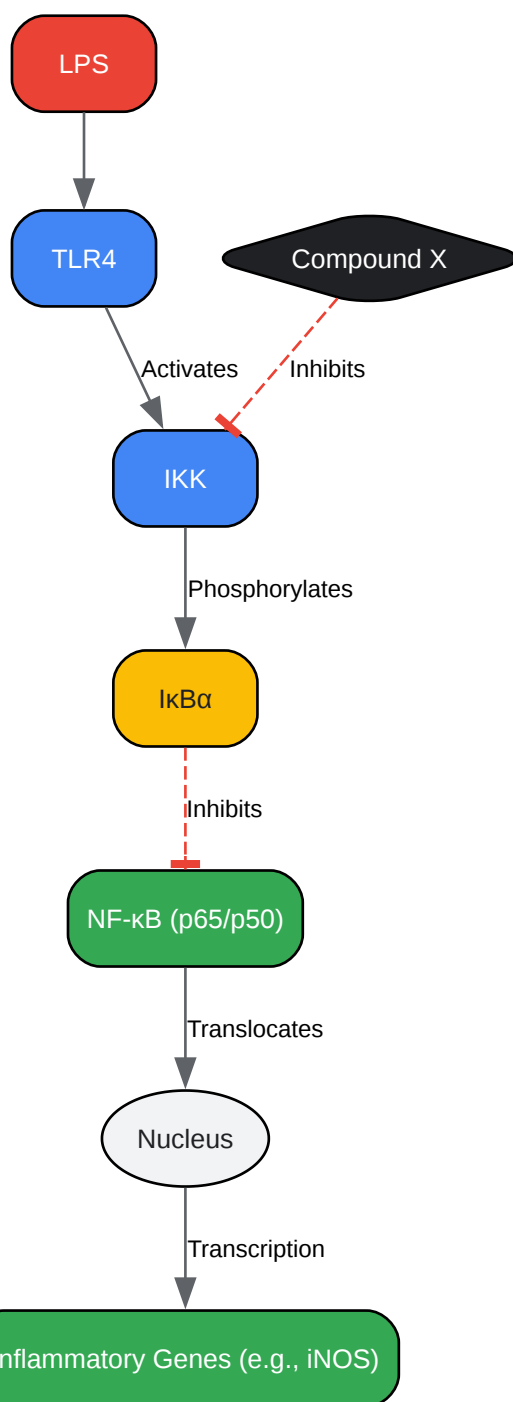 LPS
TLR4
Compound X
Activates
Inhibits
IKK
Phosphorylates
IκBα
Inhibits
NF-κB (p65/p50)
Translocates
Nucleus
Transcription
nflammatory Genes (e.g., iNOS)